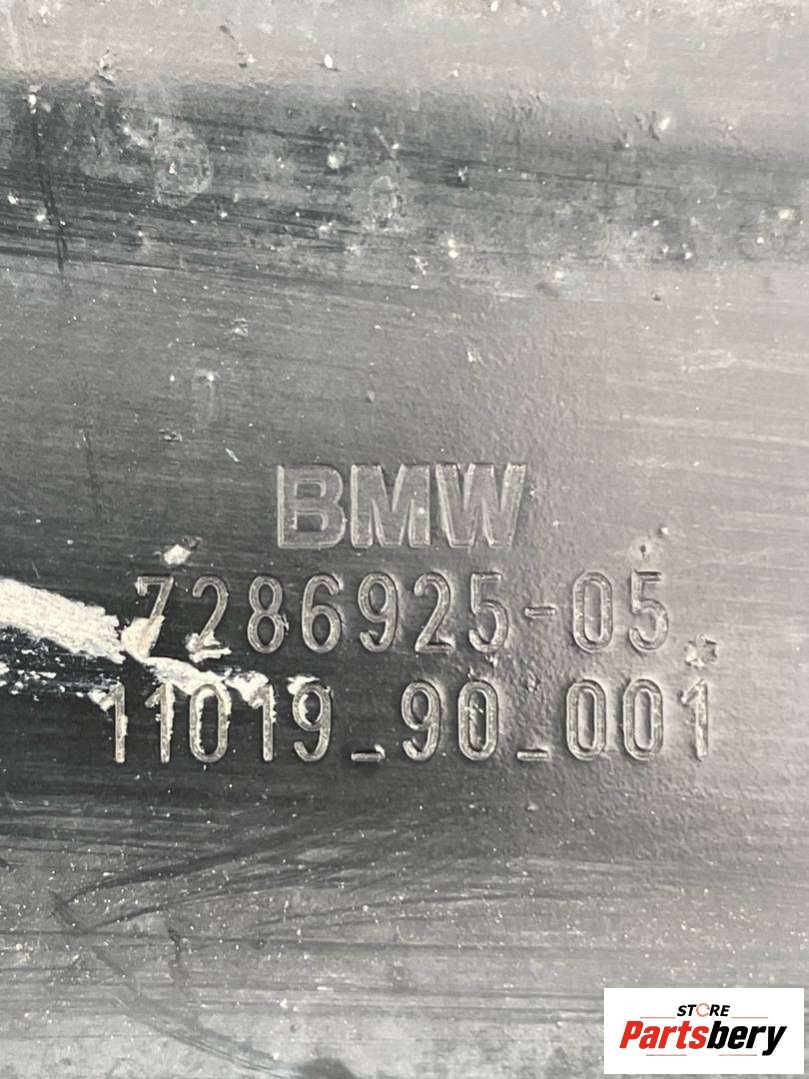 BMW
7286925-05
11019_90_001
STORE
Partsbery